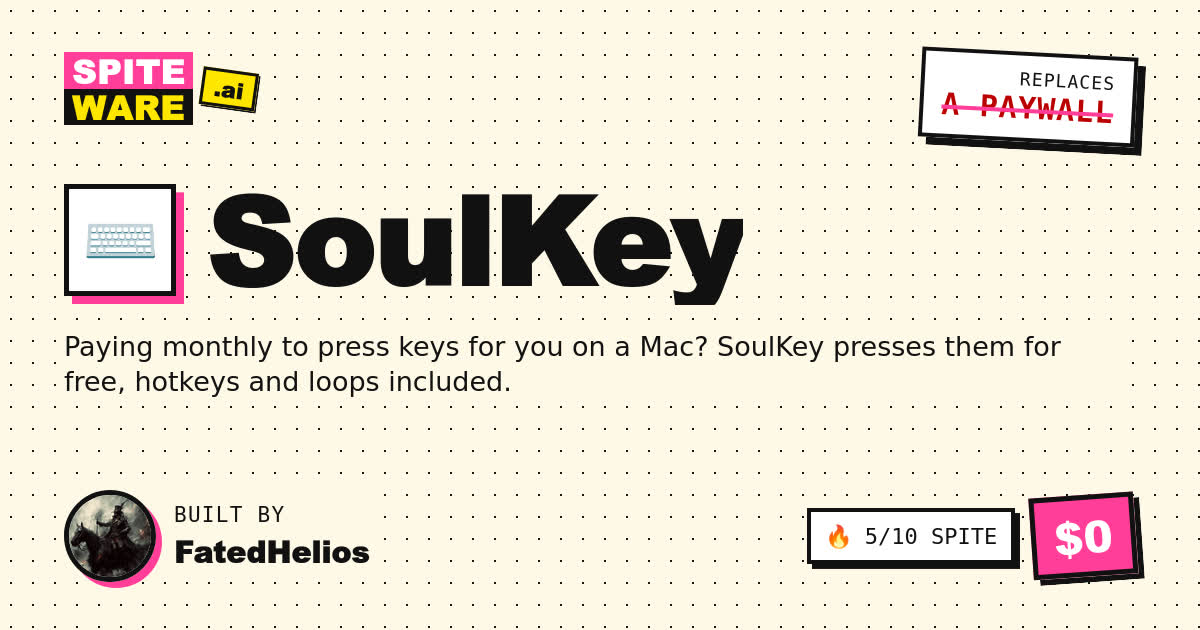 SPITE
WARE
.ai
REPLACES
A PAYWALL
SoulKey
Paying monthly to press keys for you on a Mac? SoulKey presses them for
free, hotkeys and loops included.
BUILT BY
FatedHelios
🔥 5/10 SPITE
$0